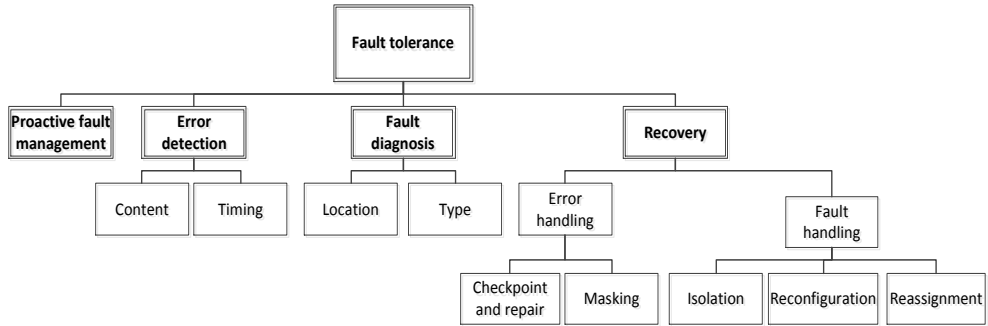 Fault tolerance
Proactive fault
management
Error
detection
Fault
diagnosis
Recovery
Content
Timing
Location
Type
Error
handling
Fault
handling
Checkpoint
and repair
Masking
Isolation
Reconfiguration
Reassignment